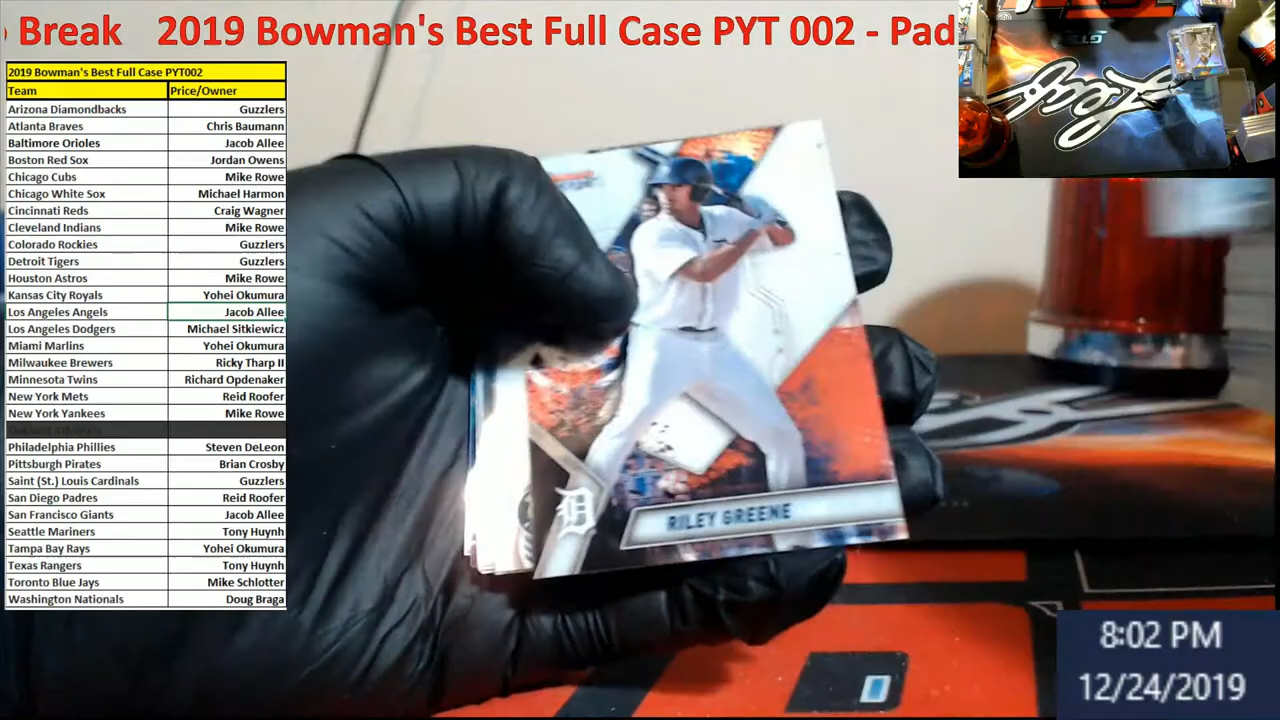 Break 2019 Bowman's Best Full Case PYT 002 - Pad
2019 Bowman's Best Full Case PYT002
Team Price/Owner
Arizona Diamondbacks Guzzlers
Atlanta Braves Chris Baumann
Baltimore Orioles Jacob Allee
Boston Red Sox Jordan Owens
Chicago Cubs Mike Rowe
Chicago White Sox Michael Harmon
Cincinnati Reds Craig Wagner
Cleveland Indians Mike Rowe
Colorado Rockies Guzzlers
Detroit Tigers Guzzlers
Houston Astros Mike Rowe
Kansas City Royals Yohei Okumura
Los Angeles Angels Jacob Allee
Los Angeles Dodgers Michael Sitkiewicz
Miami Marlins Yohei Okumura
Milwaukee Brewers Ricky Tharp II
Minnesota Twins Richard Opdenaker
New York Mets Reid Roofer
New York Yankees Mike Rowe
Philadelphia Phillies Steven DeLeon
Pittsburgh Pirates Brian Crosby
Saint (St.) Louis Cardinals Guzzlers
San Diego Padres Reid Roofer
San Francisco Giants Jacob Allee
Seattle Mariners Tony Huynh
Tampa Bay Rays Yohei Okumura
Texas Rangers Tony Huynh
Toronto Blue Jays Mike Schlotter
Washington Nationals Doug Braga
D
RILEY GREENE
8:02 PM
12/24/2019